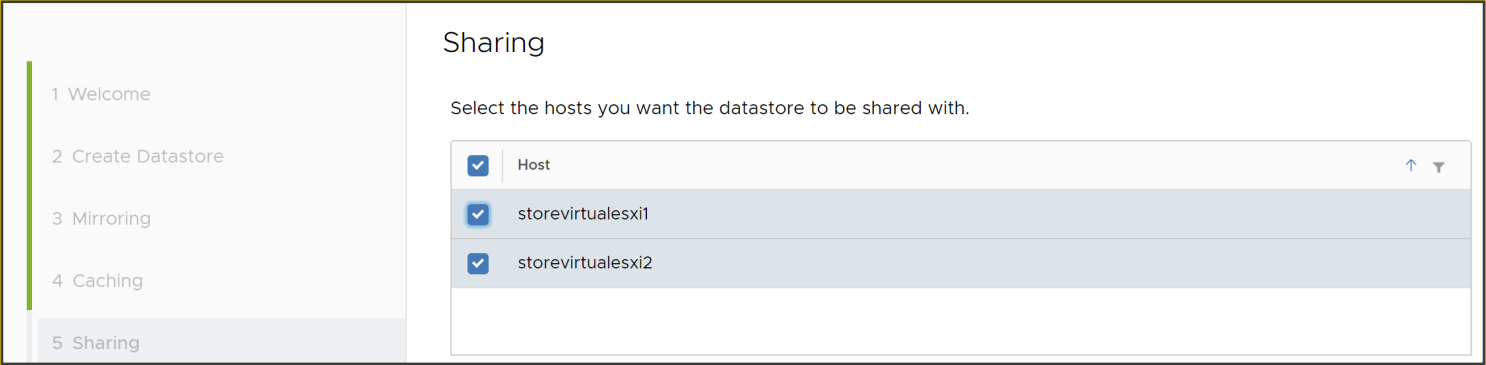 Sharing
1 Welcome
Select the hosts you want the datastore to be shared with.
2 Create Datastore
Host
3 Mirroring
storevirtualesxi1
storevirtualesxi2
4 Caching
5 Sharing